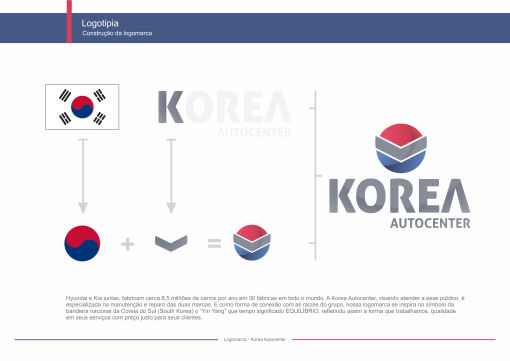 Logotipia
Construção da logomarca
KOREA
AUTOCENTER
KOREA
AUTOCENTER
Hyundai e Kia juntas, fabricam cerca 8,5 milhões de carros por ano em 30 fábricas em todo o mundo. A Korea Autocenter, visando atender a esse público, é
especializada na manutenção e reparo das duas marcas. E como forma de conexão com as raízes do grupo, nossa logomarca se inspira no símbolo da
bandeira nacional da Coreia do Sul (South Korea) o “Yin Yang” que tempo significado EQUILÍBRIO, refletindo assim a forma que trabalhamos, qualidade
em seus serviços com preço justo para seus clientes.
Logomarca - Korea Autocenter